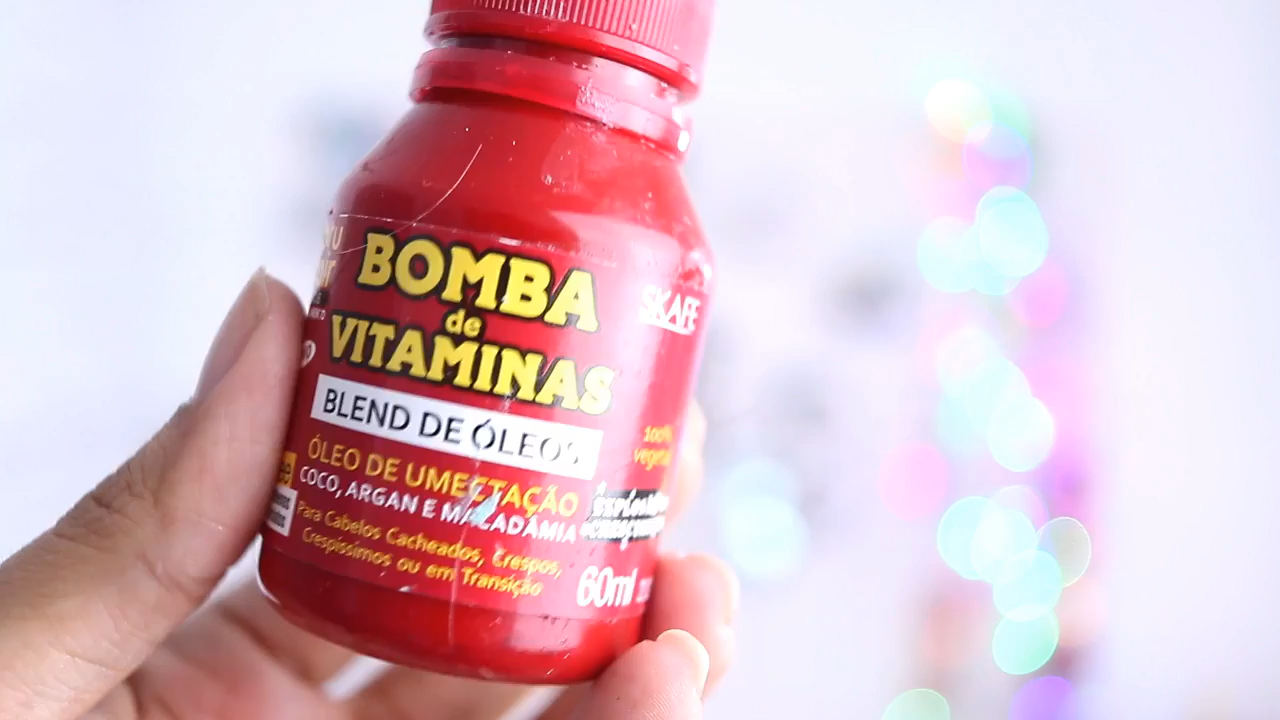 BOMBA
de
VITAMINAS
SKAFE
BLEND DE ÓLEOS
100%
ÓLEO DE UMECTAÇÃO
COCO, ARGAN E MACADÂMIA
Para Cabelos Cacheados, Crespos,
Crespíssimos ou em Transição
60ml